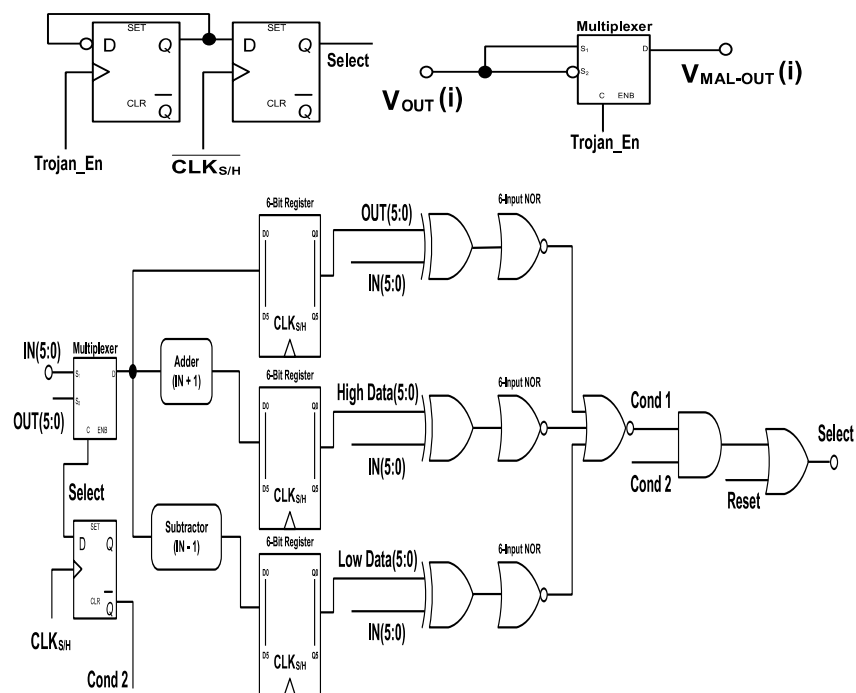 SET
D Q
CLR Q
Trojan_En
SET
D Q
CLR Q
Select
CLKS/H
Multiplexer
S1
S2
D
C ENB
VOUT (i)
VMAL-OUT (i)
Trojan_En
6-Bit Register
D0 Q0
D5 Q5
CLKS/H
OUT(5:0)
IN(5:0)
6-Input NOR
IN(5:0)
OUT(5:0)
Multiplexer
S1
S2
D
C ENB
Adder
(IN + 1)
6-Bit Register
D0 Q0
D5 Q5
CLKS/H
High Data(5:0)
IN(5:0)
6-Input NOR
Cond 1
Cond 2
Reset
Select
Select
SET
D Q
CLR Q
CLKS/H
Cond 2
Subtractor
(IN - 1)
6-Bit Register
D0 Q0
D5 Q5
CLKS/H
Low Data(5:0)
IN(5:0)
6-Input NOR